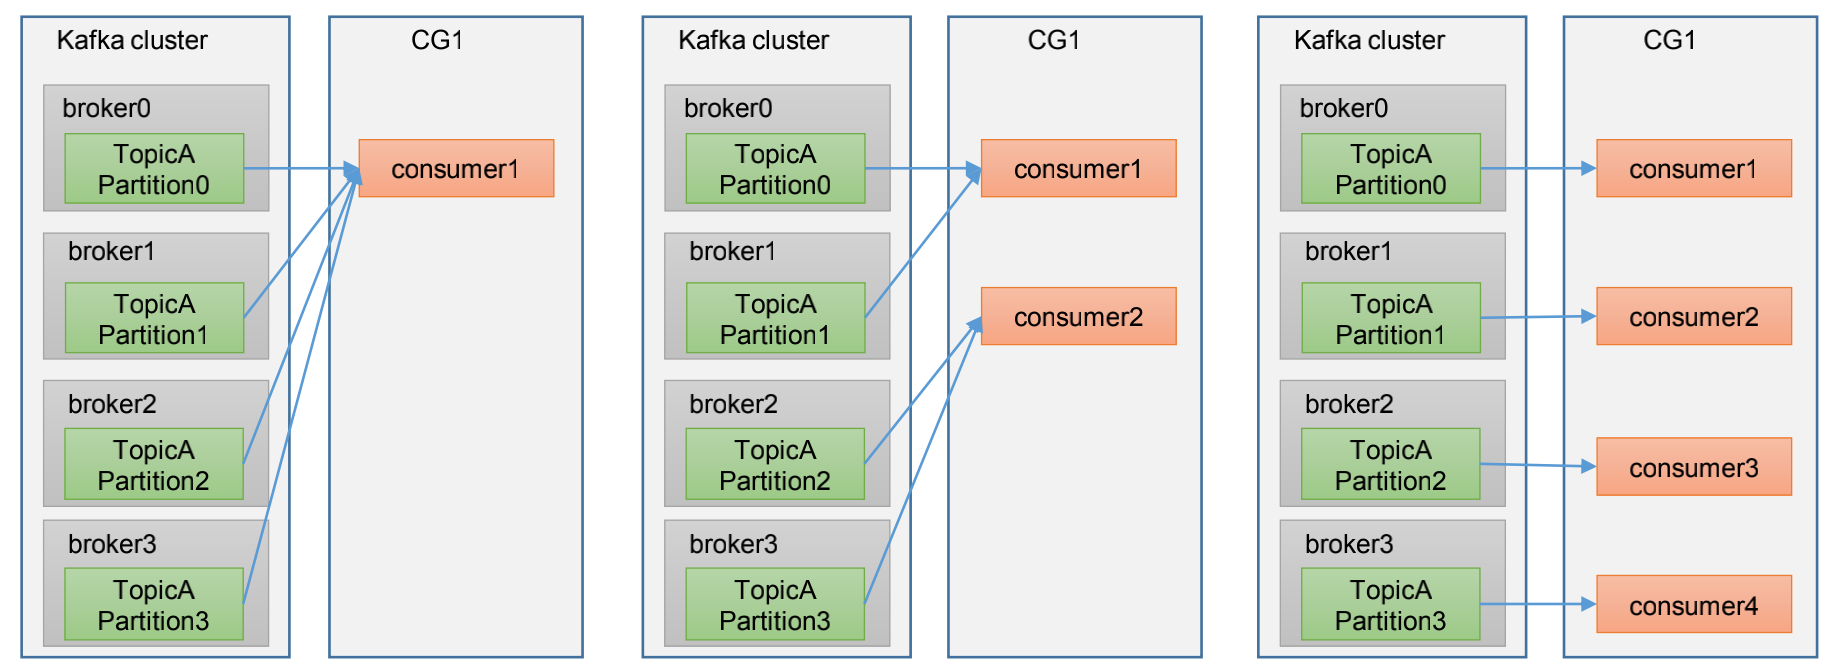 Kafka cluster
broker0
TopicA
Partition0
broker1
TopicA
Partition1
broker2
TopicA
Partition2
broker3
TopicA
Partition3
CG1
consumer1
Kafka cluster
broker0
TopicA
Partition0
broker1
TopicA
Partition1
broker2
TopicA
Partition2
broker3
TopicA
Partition3
CG1
consumer1
consumer2
Kafka cluster
broker0
TopicA
Partition0
broker1
TopicA
Partition1
broker2
TopicA
Partition2
broker3
TopicA
Partition3
CG1
consumer1
consumer2
consumer3
consumer4